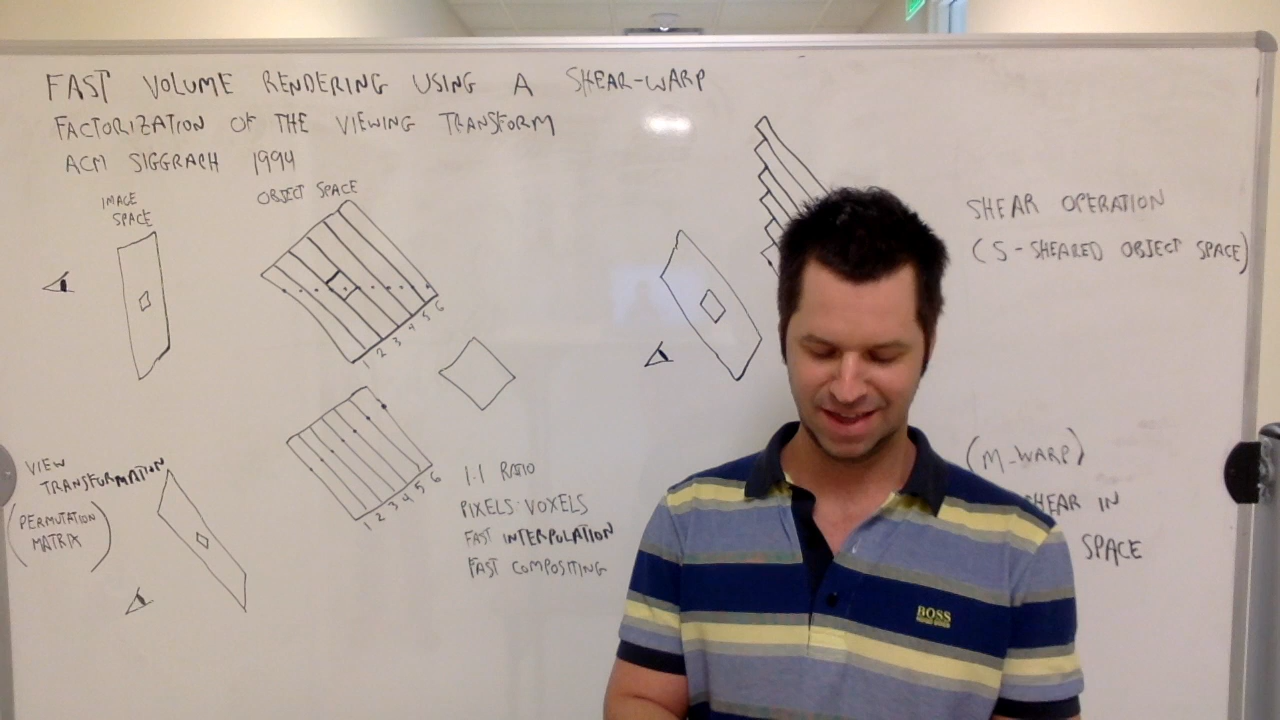 FAST VOLUME RENDERING USING A SHEAR-WARP
FACTORIZATION OF THE VIEWING TRANSFORM
ACM SIGGRAPH 1994
IMAGE
SPACE
OBJECT SPACE
1 2 3 4 5 6
VIEW
TRANSFORMATION
(PERMUTATION
MATRIX)
1 2 3 4 5 6
1:1 RATIO
PIXELS:VOXELS
FAST INTERPOLATION
FAST COMPOSITING
SHEAR OPERATION
(S-SHEARED OBJECT SPACE)
(M-WARP)
SHEAR IN
SPACE
BOSS